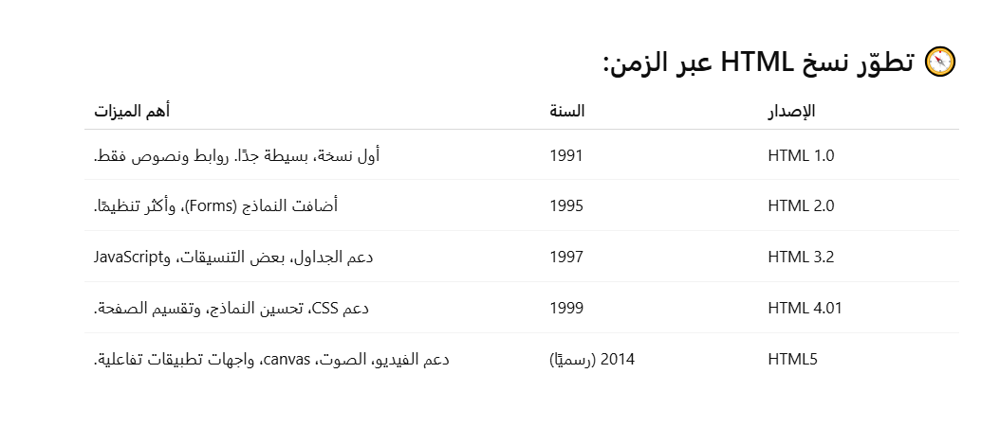 🧭 تطوّر نسخ HTML عبر الزمن:
الإصدار السنة أهم الميزات
HTML 1.0 1991 أول نسخة، بسيطة جدًا. روابط ونصوص فقط.
HTML 2.0 1995 أضافت النماذج (Forms)، وأكثر تنظيمًا.
HTML 3.2 1997 دعم الجداول، بعض التنسيقات، وJavaScript
HTML 4.01 1999 دعم CSS، تحسين النماذج، وتقسيم الصفحة.
HTML5 2014 (رسميًا) دعم الفيديو، الصوت، canvas، واجهات تطبيقات تفاعلية.